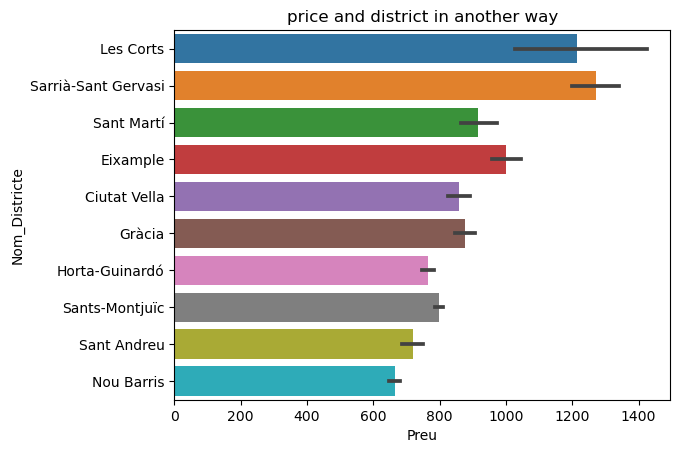 price and district in another way
Les Corts
Sarrià-Sant Gervasi
Sant Martí
Eixample
Ciutat Vella
Gràcia
Horta-Guinardó
Sants-Montjuïc
Sant Andreu
Nou Barris
Nom_Districte
0 200 400 600 800 1000 1200 1400
Preu